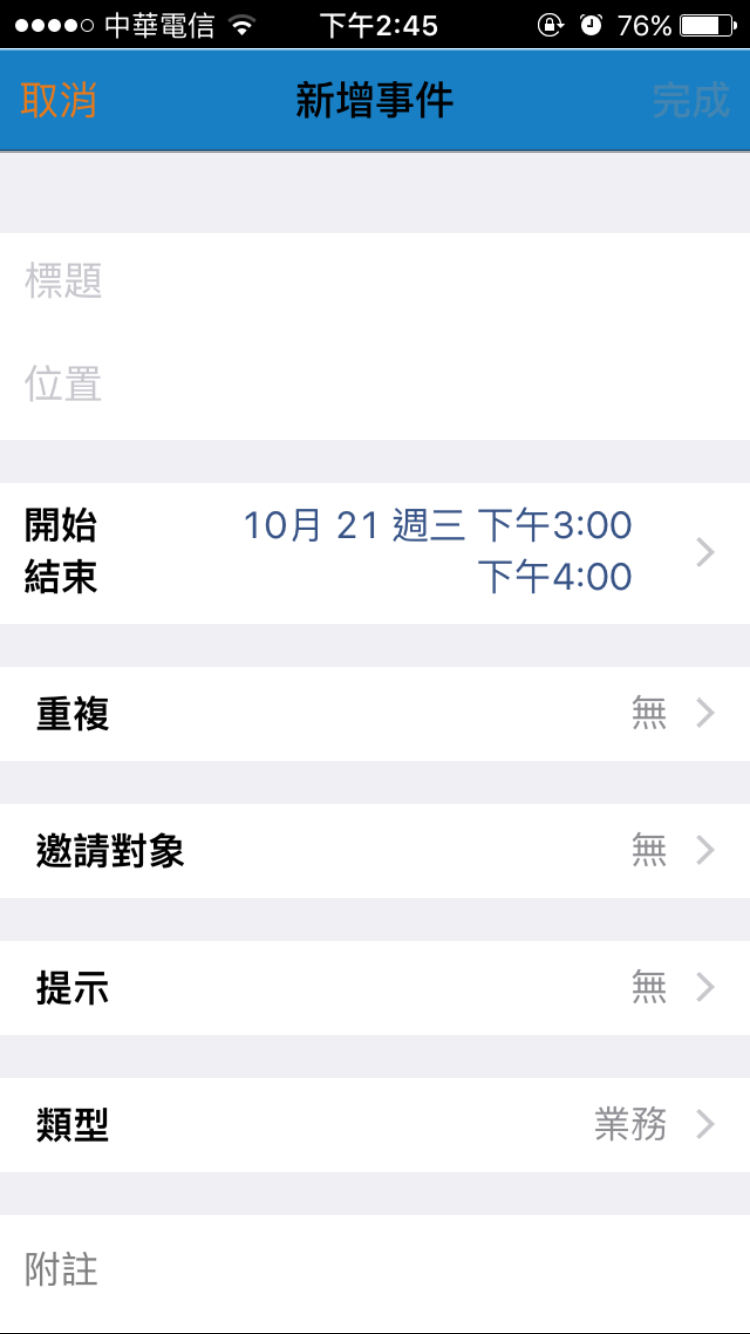 中華電信 下午2:45 76%
取消 新增事件 完成
標題
位置
開始 10月 21 週三 下午3:00
結束 下午4:00
重複 無
邀請對象 無
提示 無
類型 業務
附註